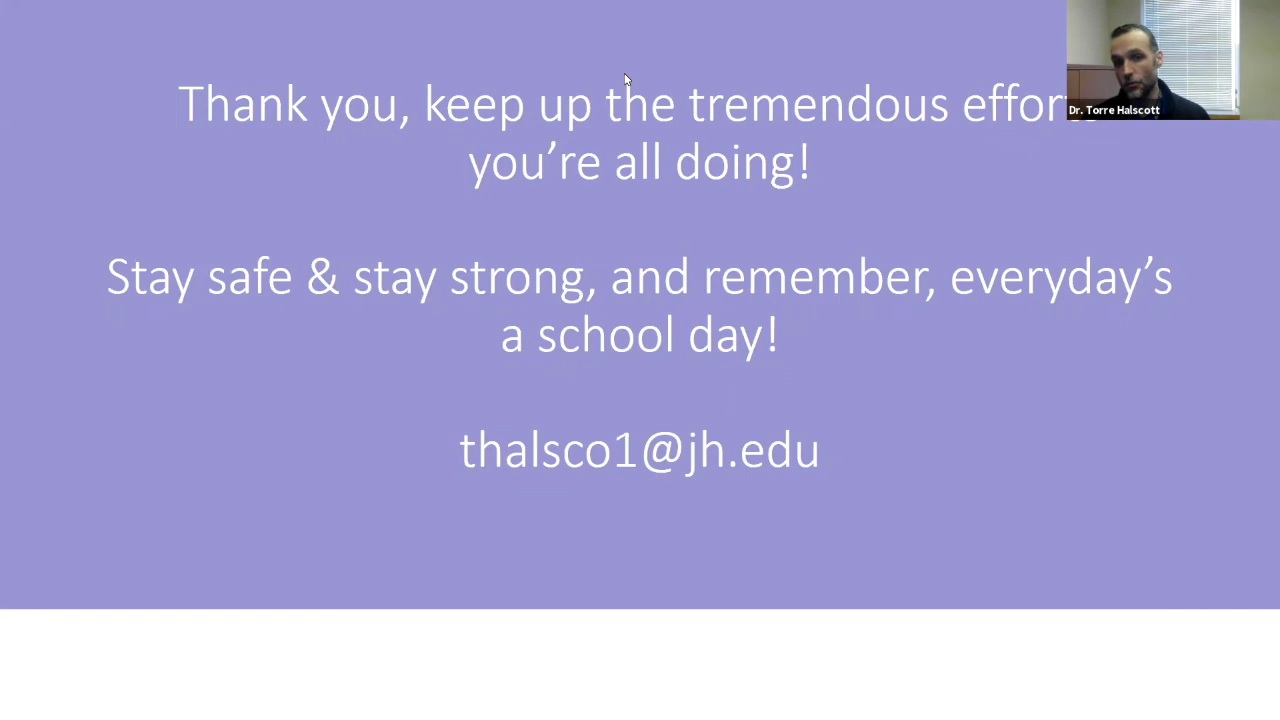 Thank you, keep up the tremendous
you're all doing!
Stay safe & stay strong, and remember, everyday's
a school day!
thalsco1@jh.edu
Dr. Torre Halscott